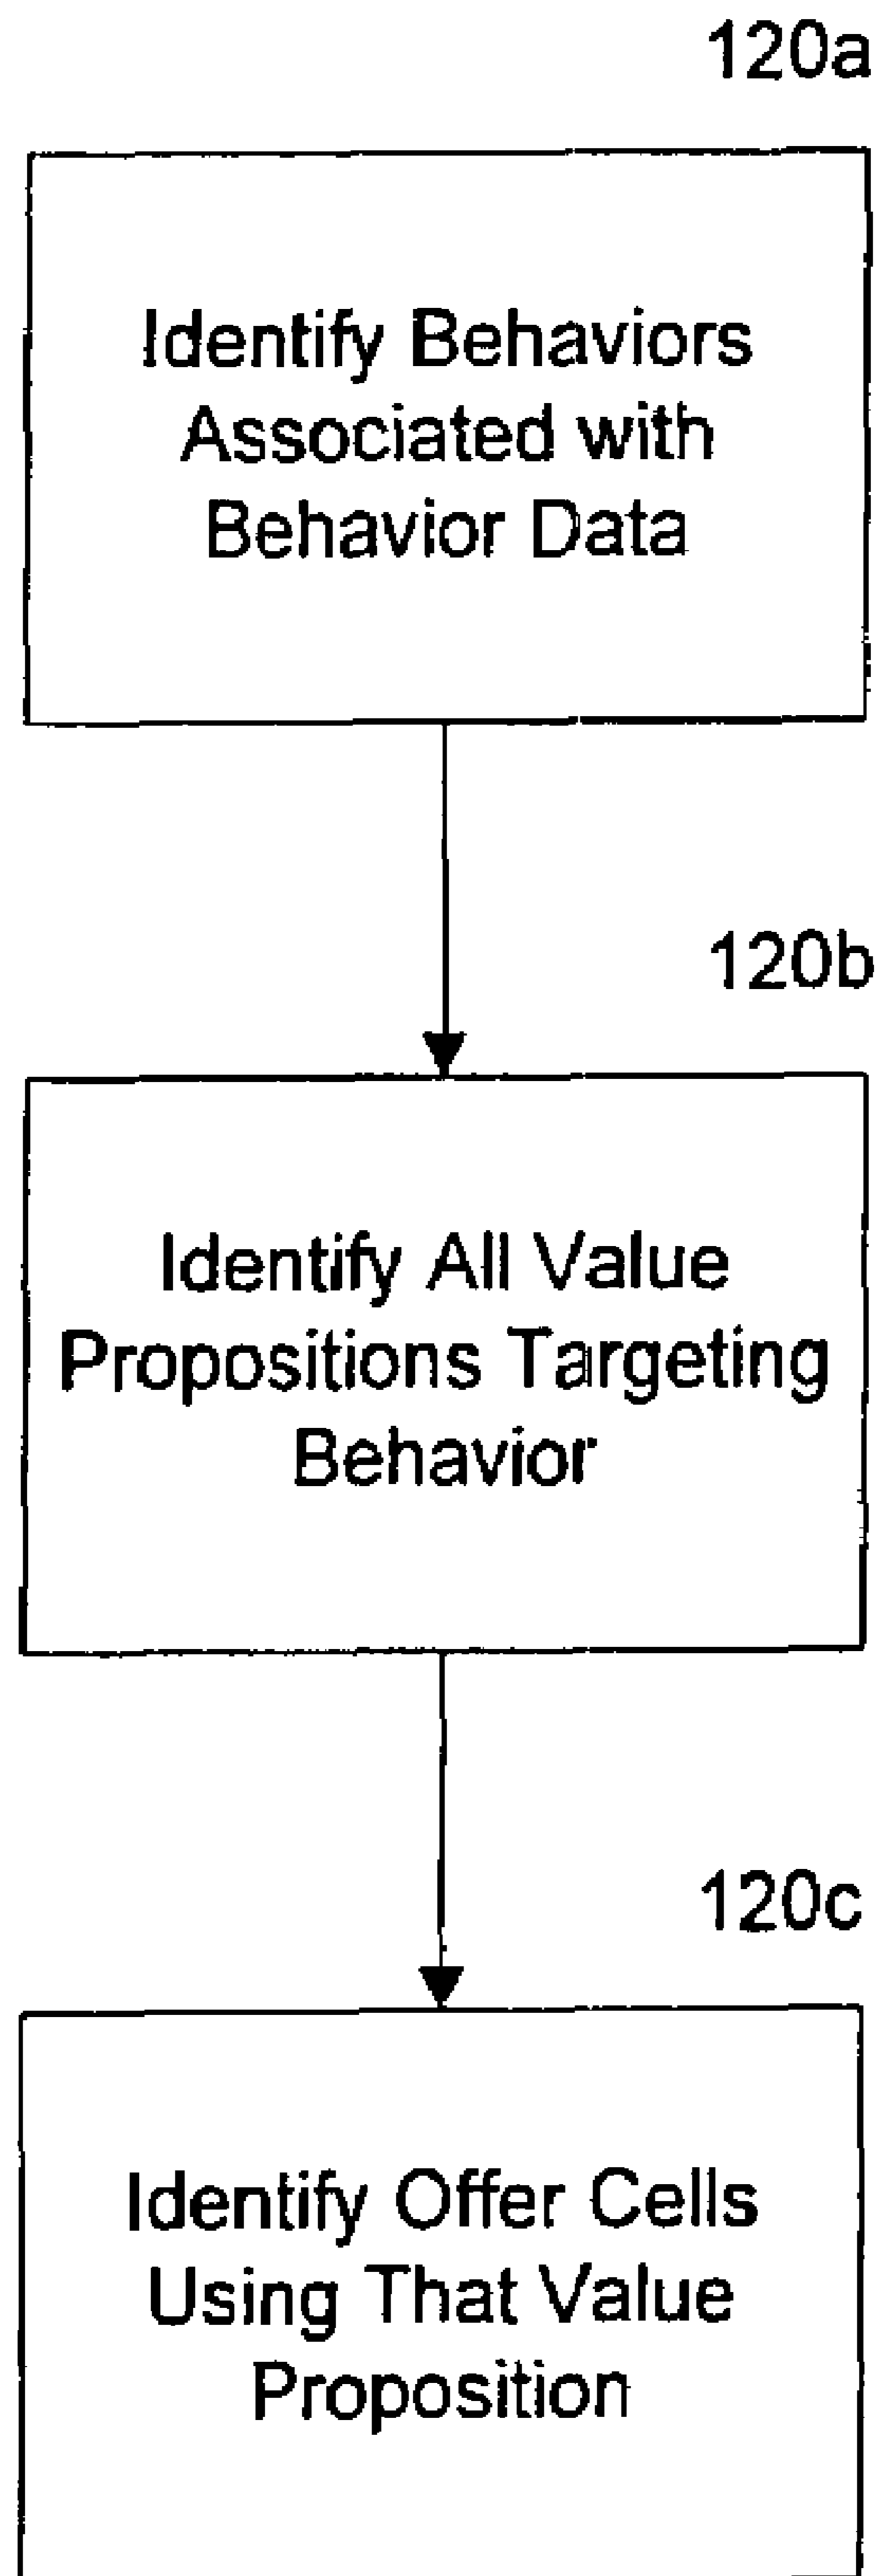 120a
Identify Behaviors
Associated with
Behavior Data
120b
Identify All Value
Propositions Targeting
Behavior
120c
Identify Offer Cells
Using That Value
Proposition